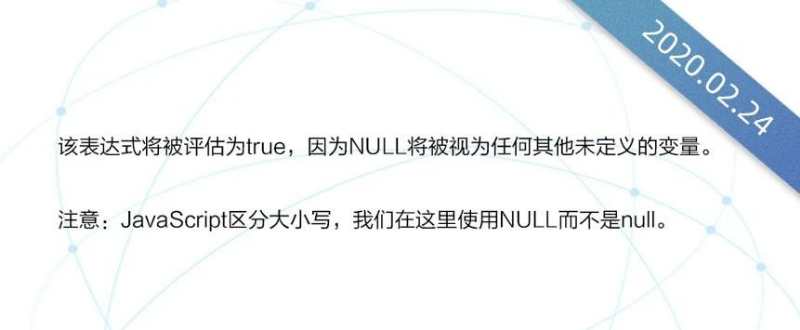 2020.02.24
该表达式将被评估为true，因为NULL将被视为任何其他未定义的变量。
注意：JavaScript区分大小写，我们在这里使用NULL而不是null。